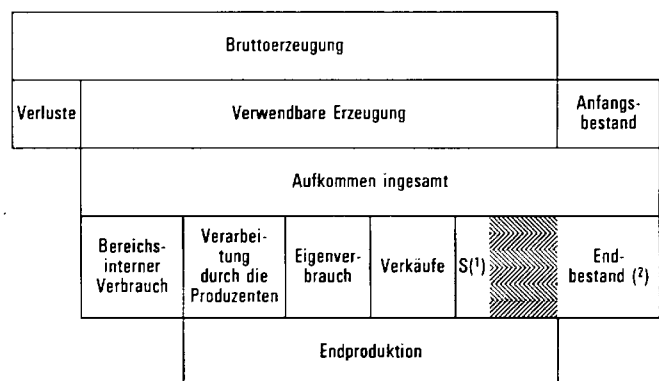 Bruttoerzeugung
Verluste
Verwendbare Erzeugung
Anfangs-
bestand
Aufkommen ingesamt
Bereichs-
interner
Verbrauch
Verarbei-
tung
durch die
Produzenten
Eigenver-
brauch
Verkäufe
S(¹)
End-
bestand (²)
Endproduktion